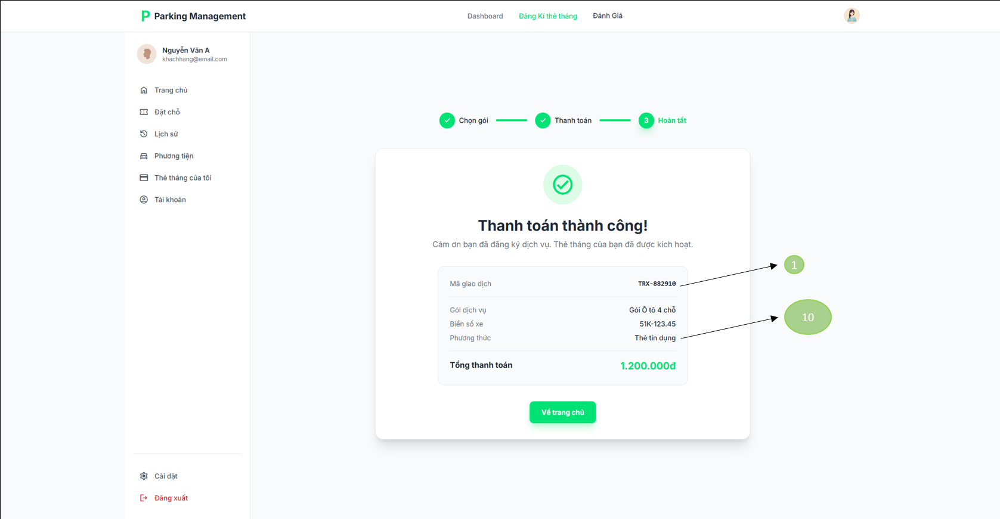 P Parking Management
Dashboard
Đăng Kí thẻ tháng
Đánh Giá
Nguyễn Văn A
khachhang@email.com
Trang chủ
Đặt chỗ
Lịch sử
Phương tiện
Thẻ tháng của tôi
Tài khoản
Cài đặt
Đăng xuất
Chọn gói
Thanh toán
3 Hoàn tất
Thanh toán thành công!
Cảm ơn bạn đã đăng ký dịch vụ. Thẻ tháng của bạn đã được kích hoạt.
Mã giao dịch TRX-882910
Gói dịch vụ Gói Ô tô 4 chỗ
Biển số xe 51K-123.45
Phương thức Thẻ tín dụng
Tổng thanh toán 1.200.000đ
Về trang chủ
1
10